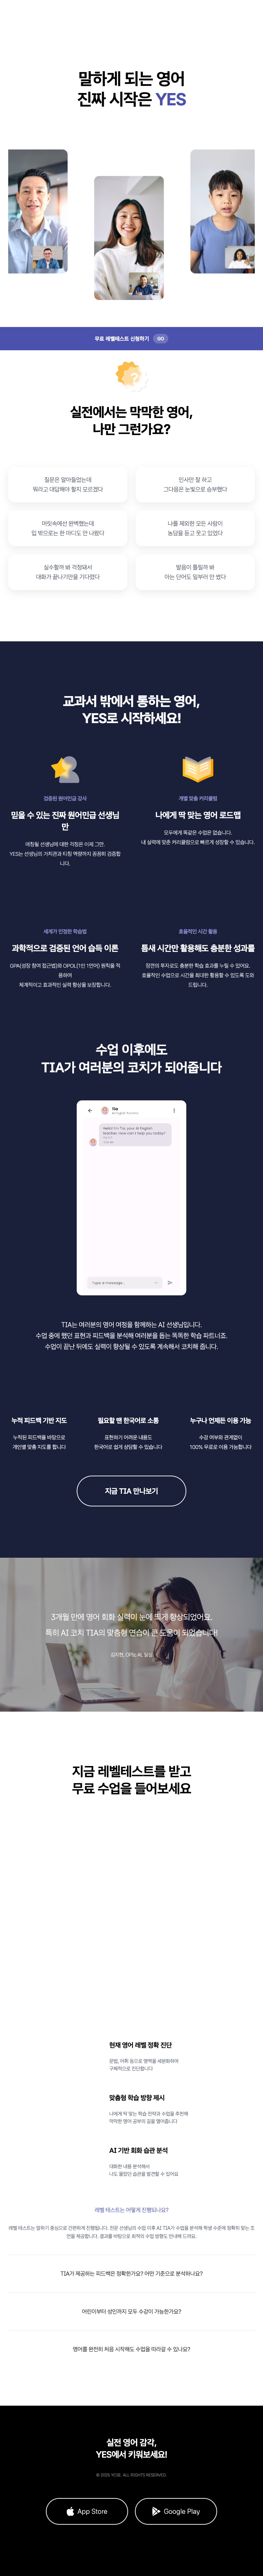 말하게 되는 영어
진짜 시작은 YES
무료 레벨테스트 신청하기 GO
실전에서는 막막한 영어,
나만 그런가요?
질문은 알아들었는데
뭐라고 대답해야 할지 모르겠다
인사만 잘 하고
그다음은 눈빛으로 승부했다
머릿속에선 완벽했는데
입 밖으로는 한 마디도 안 나왔다
나를 제외한 모든 사람이
농담을 듣고 웃고 있었다
실수할까 봐 걱정돼서
대화가 끝나기만을 기다렸다
발음이 틀릴까 봐
아는 단어도 일부러 안 썼다
교과서 밖에서 통하는 영어,
YES로 시작하세요!
검증된 원어민급 강사
믿을 수 있는 진짜 원어민급 선생님
만
매칭될 선생님에 대한 걱정은 이제 그만.
YES는 선생님의 가치관과 티칭 역량까지 꼼꼼히 검증합
니다.
개별 맞춤 커리큘럼
나에게 딱 맞는 영어 로드맵
모두에게 똑같은 수업은 없습니다.
내 실력에 맞춘 커리큘럼으로 빠르게 성장할 수 있습니다.
세계가 인정한 학습법
과학적으로 검증된 언어 습득 이론
GPA(성장 참여 접근법)와 OPOL(1인 1언어) 원칙을 적
용하여
체계적이고 효과적인 실력 향상을 보장합니다.
효율적인 시간 활용
틈새 시간만 활용해도 충분한 성과를
잠깐의 투자로도 충분한 학습 효과를 누릴 수 있어요.
효율적인 수업으로 시간을 최대한 활용할 수 있도록 도와
드립니다.
수업 이후에도
TIA가 여러분의 코치가 되어줍니다
Tia
Hello! I'm Tia, your AI English
teacher. How can I help you today?
Type a message...
TIA는 여러분의 영어 여정을 함께하는 AI 선생님입니다.
수업 중에 했던 표현과 피드백을 분석해 여러분을 돕는 똑똑한 학습 파트너죠.
수업이 끝난 뒤에도 실력이 향상될 수 있도록 계속해서 코치해 줍니다.
누적 피드백 기반 지도
누적된 피드백을 바탕으로
개인별 맞춤 지도를 합니다
필요할 땐 한국어로 소통
표현하기 어려운 내용도
한국어로 쉽게 상담할 수 있습니다
누구나 언제든 이용 가능
수강 여부와 관계없이
100% 무료로 이용 가능합니다
지금 TIA 만나보기
3개월 만에 영어 회화 실력이 눈에 띄게 향상되었어요.
특히 AI 코치 TIA의 맞춤형 연습이 큰 도움이 되었습니다!
김지현, OPIc AL 달성
지금 레벨테스트를 받고
무료 수업을 들어보세요
현재 영어 레벨 정확 진단
문법, 어휘 등으로 영역을 세분화하여
구체적으로 진단합니다
맞춤형 학습 방향 제시
나에게 딱 맞는 학습 전략과 수업을 추천해
막막한 영어 공부의 길을 열어줍니다
AI 기반 회화 습관 분석
대화한 내용 분석해서
나도 몰랐던 습관을 발견할 수 있어요
레벨 테스트는 어떻게 진행되나요?
레벨 테스트는 말하기 중심으로 간편하게 진행됩니다. 전문 선생님의 수업 이후 AI TIA가 수업을 분석해 학생 수준에 정확히 맞는 조
언을 제공합니다. 결과를 바탕으로 최적의 수업 방향도 안내해 드려요.
TIA가 제공하는 피드백은 정확한가요? 어떤 기준으로 분석하나요?
어린이부터 성인까지 모두 수강이 가능한가요?
영어를 완전히 처음 시작해도 수업을 따라갈 수 있나요?
실전 영어 감각,
YES에서 키워보세요!
© 2025 YCSE. ALL RIGHTS RESERVED.
App Store
Google Play